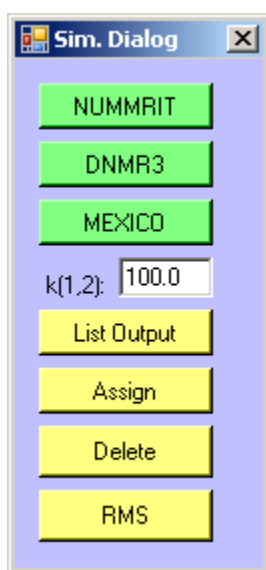 Sim. Dialog
NUMMRIT
DNMR3
MEXICO
k(1,2): 100.0
List Output
Assign
Delete
RMS